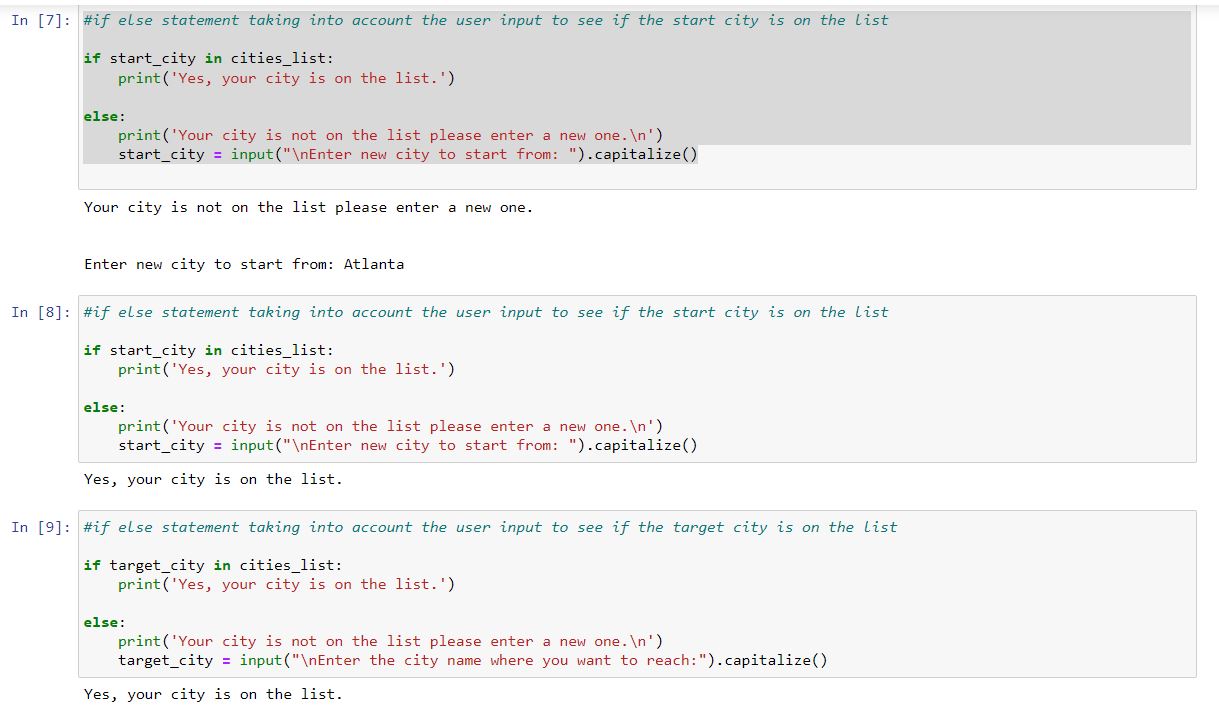 In [7]: #if else statement taking into account the user input to see if the start city is on the list
if start_city in cities_list:
    print('Yes, your city is on the list.')
else:
    print('Your city is not on the list please enter a new one.\n')
    start_city = input("\nEnter new city to start from: ").capitalize()
Your city is not on the list please enter a new one.
Enter new city to start from: Atlanta
In [8]: #if else statement taking into account the user input to see if the start city is on the list
if start_city in cities_list:
    print('Yes, your city is on the list.')
else:
    print('Your city is not on the list please enter a new one.\n')
    start_city = input("\nEnter new city to start from: ").capitalize()
Yes, your city is on the list.
In [9]: #if else statement taking into account the user input to see if the target city is on the list
if target_city in cities_list:
    print('Yes, your city is on the list.')
else:
    print('Your city is not on the list please enter a new one.\n')
    target_city = input("\nEnter the city name where you want to reach:").capitalize()
Yes, your city is on the list.